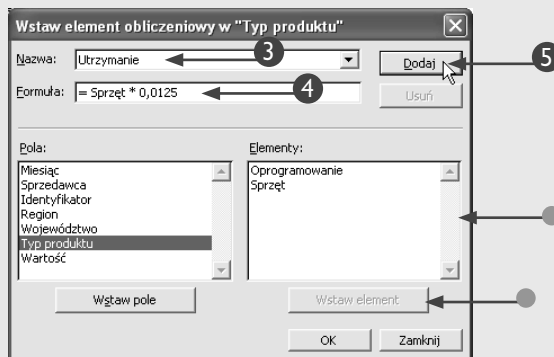 Wstaw element obliczeniowy w "Typ produktu"
Nazwa: Utrzymanie 3 Dodaj 5
Formuła: = Sprzęt * 0,0125 4 Usuń
Pola: Elementy:
Miesiąc Oprogramowanie
Sprzedawca Sprzęt
Identyfikator
Region
Województwo
Typ produktu
Wartość
Wstaw pole Wstaw element
OK Zamknij